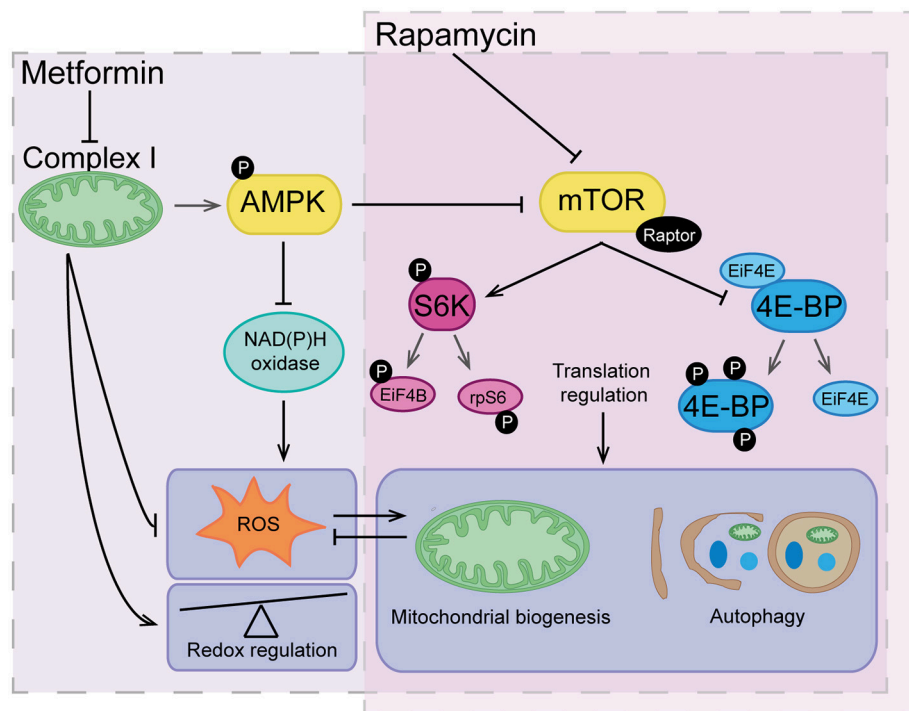 Rapamycin
Metformin
Complex I
P
AMPK
mTOR
Raptor
P
S6K
EiF4E
4E-BP
NAD(P)H
oxidase
P
EiF4B
rpS6
P
Translation
regulation
P
P
4E-BP
P
EiF4E
ROS
Mitochondrial biogenesis
Autophagy
Redox regulation